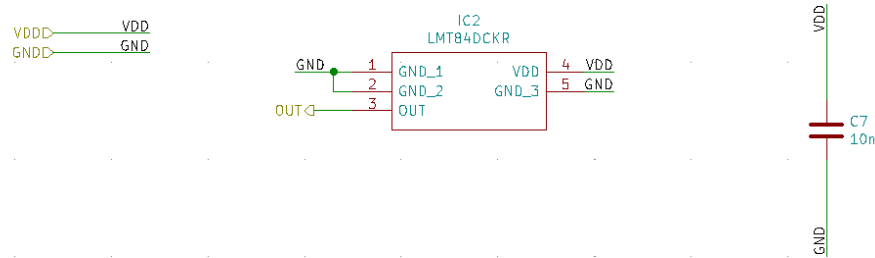 VDD VDD
GND GND
IC2
LMT84DCKR
GND 1 GND_1 VDD 4 VDD
2 GND_2 GND_3 5 GND
OUT 3 OUT
VDD
C7
10n
GND